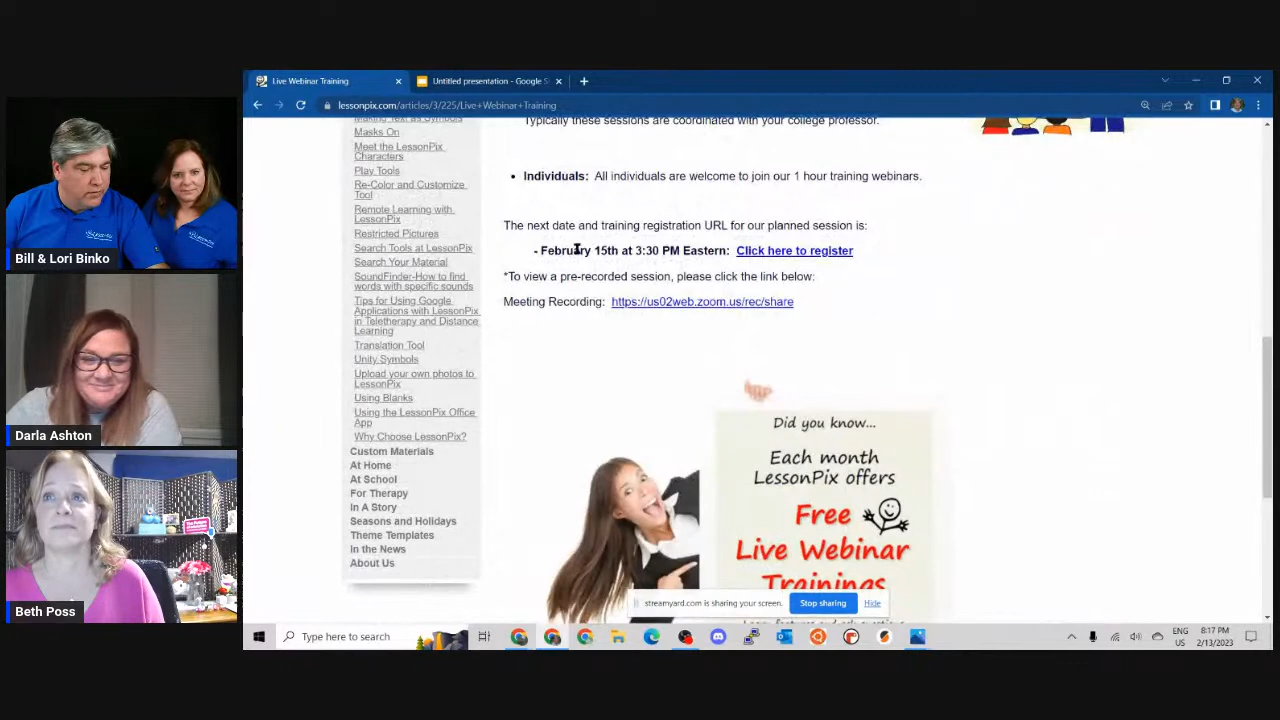 Bill & Lori Binko
Darla Ashton
Beth Poss
Live Webinar Training
Untitled presentation - Google S
lessonpix.com/articles/3/225/Live+Webinar+Training
Making Text as Symbols
Masks On
Meet the LessonPix
Characters
Play Tools
Re-Color and Customize
Tool
Remote Learning with
LessonPix
Restricted Pictures
Search Tools at LessonPix
Search Your Material
SoundFinder-How to find
words with specific sounds
Tips for Using Google
Applications with LessonPix
in Teletherapy and Distance
Learning
Translation Tool
Unity Symbols
Upload your own photos to
LessonPix
Using Blanks
Using the LessonPix Office
App
Why Choose LessonPix?
Custom Materials
At Home
At School
For Therapy
In A Story
Seasons and Holidays
Theme Templates
In the News
About Us
Typically these sessions are coordinated with your college professor.
• Individuals: All individuals are welcome to join our 1 hour training webinars.
The next date and training registration URL for our planned session is:
- February 15th at 3:30 PM Eastern: Click here to register
*To view a pre-recorded session, please click the link below:
Meeting Recording: https://us02web.zoom.us/rec/share
Did you know...
Each month
LessonPix offers
Free
Live Webinar
Trainings
streamyard.com is sharing your screen.
Stop sharing
Hide
Type here to search
ENG
US
8:17 PM
2/13/2023